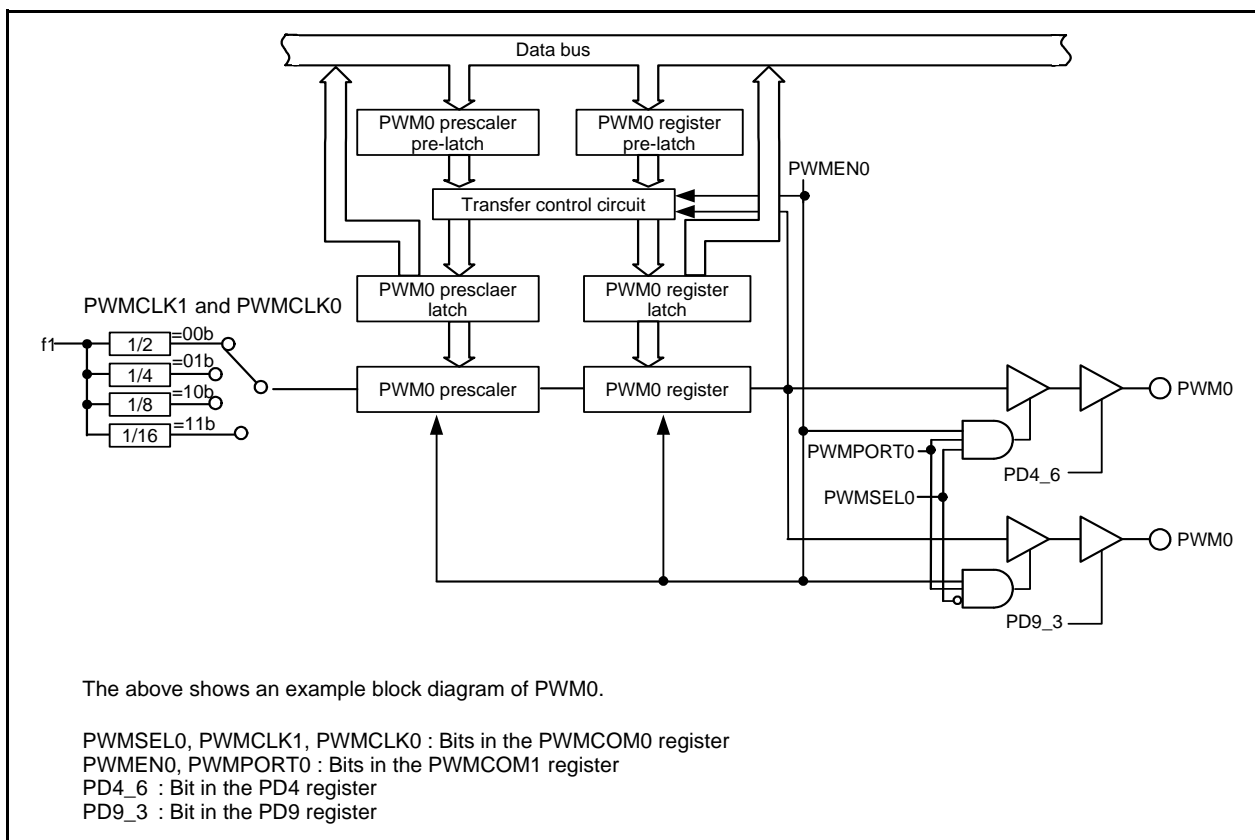 Data bus
PWM0 prescaler
pre-latch
PWM0 register
pre-latch
PWMEN0
Transfer control circuit
PWM0 presclaer
latch
PWM0 register
latch
PWMCLK1 and PWMCLK0
f1
1/2
=00b
1/4
=01b
1/8
=10b
1/16
=11b
PWM0 prescaler
PWM0 register
PWM0
PWMPORT0
PD4_6
PWMSEL0
PWM0
PD9_3
The above shows an example block diagram of PWM0.
PWMSEL0, PWMCLK1, PWMCLK0 : Bits in the PWMCOM0 register
PWMEN0, PWMPORT0 : Bits in the PWMCOM1 register
PD4_6 : Bit in the PD4 register
PD9_3 : Bit in the PD9 register